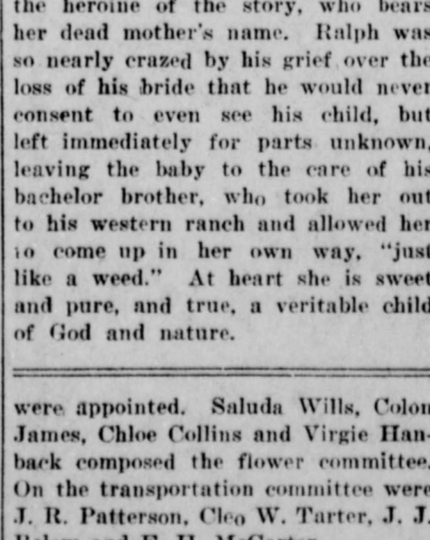 the heroine of the story, who bears
her dead mother's name. Ralph was
so nearly crazed by his grief over the
loss of his bride that he would never
consent to even see his child, but
left immediately for parts unknown,
leaving the baby to the care of his
bachelor brother, who took her out
to his western ranch and allowed her
to come up in her own way, "just
like a weed." At heart she is sweet
and pure, and true, a veritable child
of God and nature.
were appointed. Saluda Wills, Colon
James, Chloe Collins and Virgie Han-
back composed the flower committee.
On the transportation committee were
J. R. Patterson, Cleo W. Tarter, J. J.